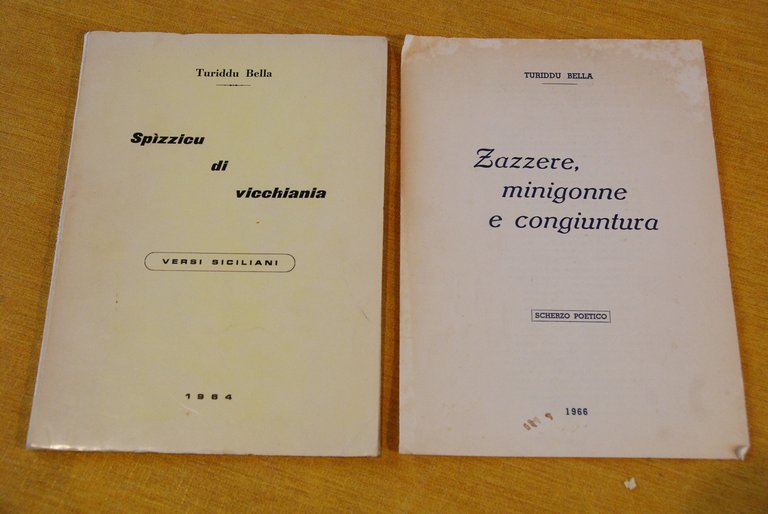 Turiddu Bella
Spìzzicu
di
vicchiania
VERSI SICILIANI
1964
TURIDDU BELLA
Zazzere,
minigonne
e congiuntura
SCHERZO POETICO
1966